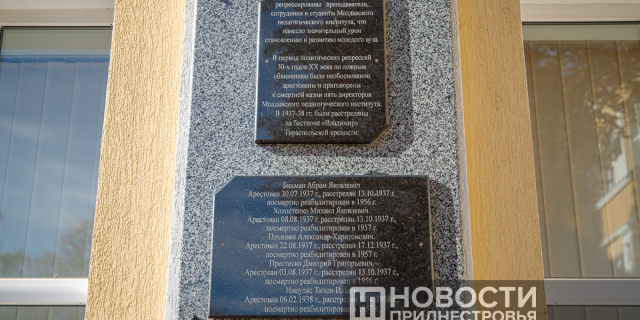 репрессированы преподаватели,
сотрудники и студенты Молдавского
педагогического института, что
нанесло значительный урон
становлению и развитию молодого вуза.
В период политических репрессий
30-х годов XX века по ложным
обвинениям были необоснованно
арестованы и приговорены
к смертной казни пять директоров
Молдавского педагогического института.
В 1937-38 гг. были расстреляны
на бастионе «Владимир»
Тираспольской крепости:
Бихман Абрам Яковлевич
Арестован 30.07.1937 г., расстрелян 13.10.1937 г.
посмертно реабилитирован в 1956 г.
Холостенко Михаил Яковлевич.
Арестован 08.08.1937 г., расстрелян 13.10.1937 г.,
посмертно реабилитирован в 1957 г.
Александр Харитонович.
Арестован 22.08.1937 г., расстрелян 17.12.1937 г.,
посмертно реабилитирован в 1957 г.
Престеско Дмитрий Григорьевич.
Арестован 03.08.1937 г., расстрелян 13.10.1937 г.,
посмертно реабилитирован в 1956 г.
Тихон
Арестован 06.02.1938 г., расстрелян
посмертно реабилитирован
НОВОСТИ
ПРИДНЕСТРОВЬЯ